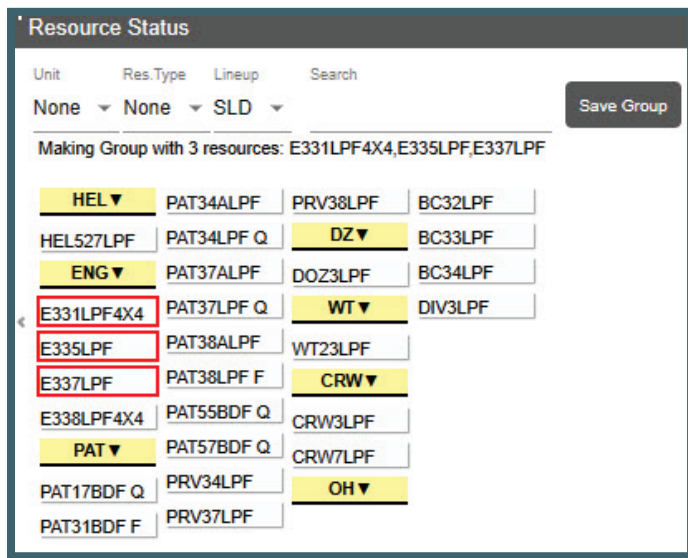 Resource Status
Unit Res.Type Lineup Search
None None SLD
Save Group
Making Group with 3 resources: E331LPF4X4,E335LPF,E337LPF
HEL▼
HEL527LPF
ENG▼
E331LPF4X4
E335LPF
E337LPF
E338LPF4X4
PAT▼
PAT17BDF Q
PAT31BDF F
PAT34ALPF
PAT34LPF Q
PAT37ALPF
PAT37LPF Q
PAT38ALPF
PAT38LPF F
PAT55BDF Q
PAT57BDF Q
PRV34LPF
PRV37LPF
PRV38LPF
DZ▼
DOZ3LPF
WT▼
WT23LPF
CRW▼
CRW3LPF
CRW7LPF
OH▼
BC32LPF
BC33LPF
BC34LPF
DIV3LPF